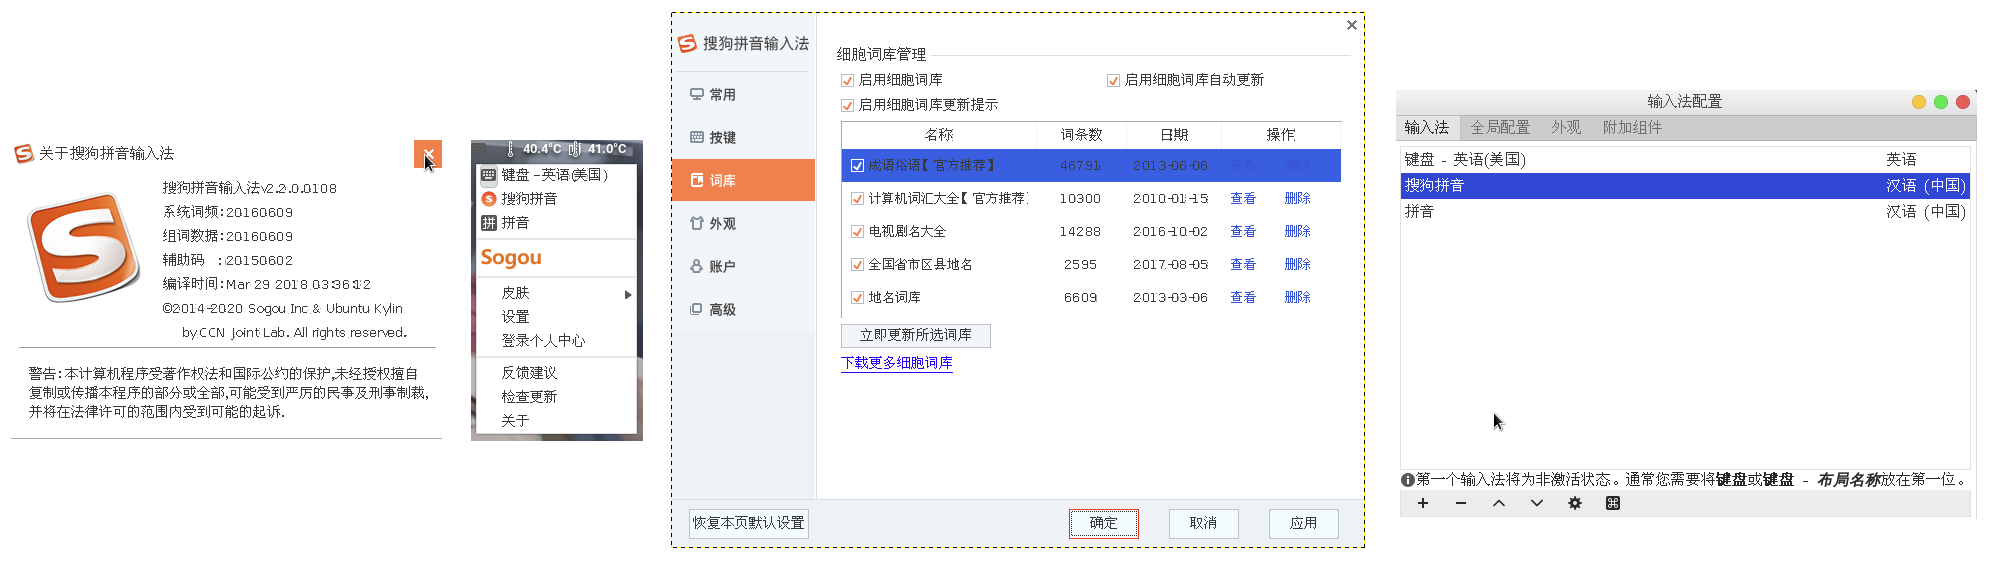 关于搜狗拼音输入法
搜狗拼音输入法v2.2.0.0108
系统词频:20160609
组词数据:20160609
辅助码 :20150602
编译时间:Mar 29 2018 03:36:12
©2014-2020 Sogou.Inc & Ubuntu Kylin
by CCN Joint Lab. All rights reserved.
警告:本计算机程序受著作权法和国际公约的保护,未经授权擅自
复制或传播本程序的部分或全部,可能受到严厉的民事及刑事制裁,
并将在法律许可的范围内受到可能的起诉.
40.4°C 41.0°C
键盘 -英语(美国)
搜狗拼音
拼 拼音
Sogou
皮肤
设置
登录个人中心
反馈建议
检查更新
关于
搜狗拼音输入法
常用
按键
词库
外观
账户
高级
细胞词库管理
启用细胞词库 启用细胞词库自动更新
启用细胞词库更新提示
名称 词条数 日期 操作
成语俗语【官方推荐】 46791 2013-06-06 查看 删除
计算机词汇大全【官方推荐】 10300 2010-01-15 查看 删除
电视剧名大全 14288 2016-10-02 查看 删除
全国省市区县地名 2595 2017-08-05 查看 删除
地名词库 6609 2013-03-06 查看 删除
立即更新所选词库
下载更多细胞词库
恢复本页默认设置 确定 取消 应用
输入法配置
输入法 全局配置 外观 附加组件
键盘 - 英语(美国) 英语
搜狗拼音 汉语 (中国)
拼音 汉语 (中国)
第一个输入法将为非激活状态。通常您需要将键盘或键盘 - 布局名称放在第一位。